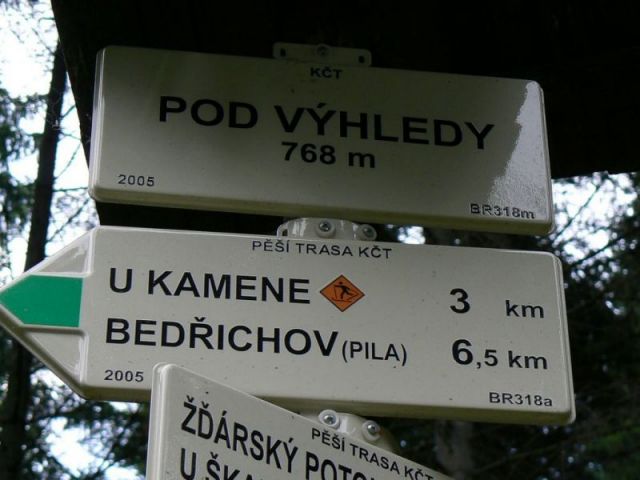 KČT
POD VÝHLEDY
768 m
2005 BR318m
PĚŠÍ TRASA KČT
U KAMENE 3 km
BEDŘICHOV (PILA) 6,5 km
2005 BR318a
PĚŠÍ TRASA KČT
ŽĎÁRSKÝ
U